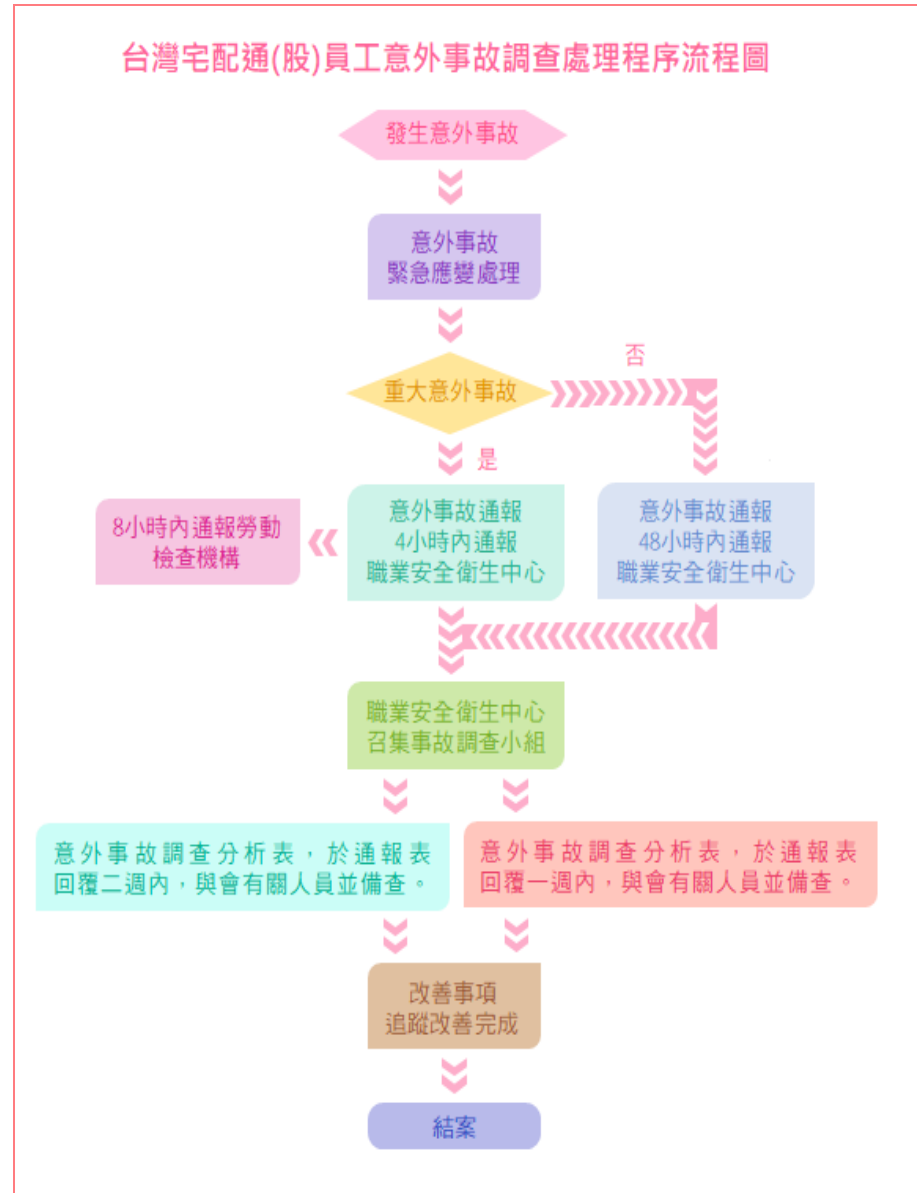 台灣宅配通(股)員工意外事故調查處理程序流程圖
發生意外事故
意外事故
緊急應變處理
重大意外事故
否
是
8小時內通報勞動
檢查機構
意外事故通報
4小時內通報
職業安全衛生中心
意外事故通報
48小時內通報
職業安全衛生中心
職業安全衛生中心
召集事故調查小組
意外事故調查分析表，於通報表
回覆二週內，與會有關人員並備查。
意外事故調查分析表，於通報表
回覆一週內，與會有關人員並備查。
改善事項
追蹤改善完成
結案